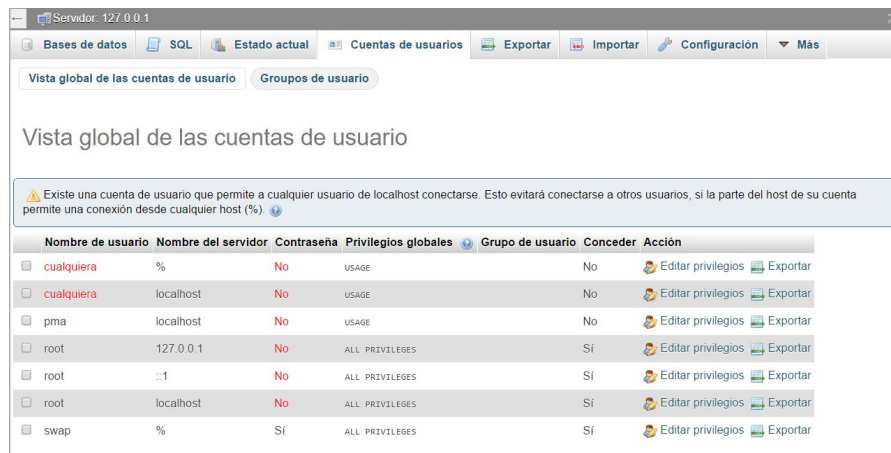 Servidor: 127.0.0.1
Bases de datos SQL Estado actual Cuentas de usuarios Exportar Importar Configuración Más
Vista global de las cuentas de usuario Groupos de usuario
Vista global de las cuentas de usuario
Existe una cuenta de usuario que permite a cualquier usuario de localhost conectarse. Esto evitará conectarse a otros usuarios, si la parte del host de su cuenta
permite una conexión desde cualquier host (%).
Nombre de usuario Nombre del servidor Contraseña Privilegios globales Grupo de usuario Conceder Acción
cualquiera % No USAGE No Editar privilegios Exportar
cualquiera localhost No USAGE No Editar privilegios Exportar
pma localhost No USAGE No Editar privilegios Exportar
root 127.0.0.1 No ALL PRIVILEGES Sí Editar privilegios Exportar
root ::1 No ALL PRIVILEGES Sí Editar privilegios Exportar
root localhost No ALL PRIVILEGES Sí Editar privilegios Exportar
swap % Sí ALL PRIVILEGES Sí Editar privilegios Exportar